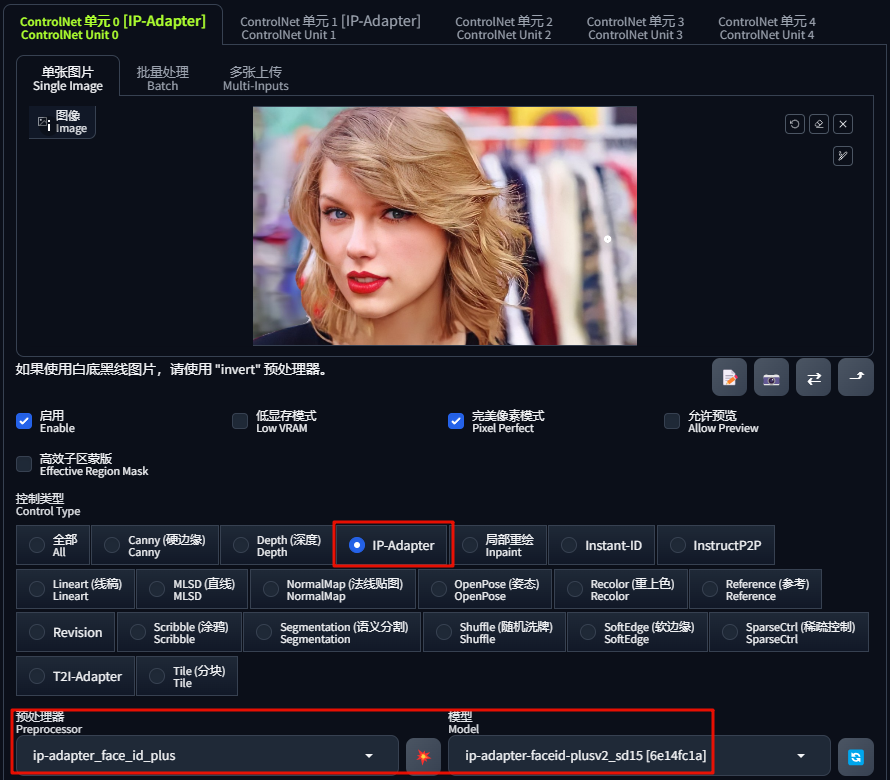 ControlNet 单元 0 [IP-Adapter]
ControlNet Unit 0
ControlNet 单元 1 [IP-Adapter]
ControlNet Unit 1
ControlNet 单元 2
ControlNet Unit 2
ControlNet 单元 3
ControlNet Unit 3
ControlNet 单元 4
ControlNet Unit 4
单张图片
Single Image
批量处理
Batch
多张上传
Multi-Inputs
图像
Image
如果使用白底黑线图片，请使用 "invert" 预处理器。
启用
Enable
低显存模式
Low VRAM
完美像素模式
Pixel Perfect
允许预览
Allow Preview
高效子区蒙版
Effective Region Mask
控制类型
Control Type
全部
All
Canny (硬边缘)
Canny
Depth (深度)
Depth
IP-Adapter
局部重绘
Inpaint
Instant-ID
InstructP2P
Lineart (线稿)
Lineart
MLSD (直线)
MLSD
NormalMap (法线贴图)
NormalMap
OpenPose (姿态)
OpenPose
Recolor (重上色)
Recolor
Reference (参考)
Reference
Revision
Scribble (涂鸦)
Scribble
Segmentation (语义分割)
Segmentation
Shuffle (随机洗牌)
Shuffle
SoftEdge (软边缘)
SoftEdge
SparseCtrl (稀疏控制)
SparseCtrl
T2I-Adapter
Tile (分块)
Tile
预处理器
Preprocessor
ip-adapter_face_id_plus
模型
Model
ip-adapter-faceid-plusv2_sd15 [6e14fc1a]